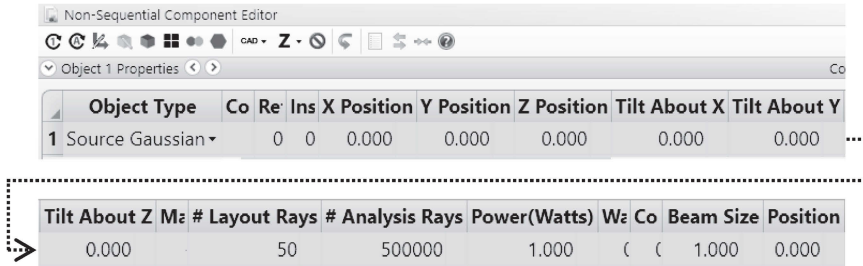 Non-Sequential Component Editor
CAD Z
Object 1 Properties Co
Object Type Co Re Ins X Position Y Position Z Position Tilt About X Tilt About Y
1 Source Gaussian 0 0 0.000 0.000 0.000 0.000 0.000
Tilt About Z Ma # Layout Rays # Analysis Rays Power(Watts) Wa Co Beam Size Position
0.000 - 50 500000 1.000 ( ( 1.000 0.000